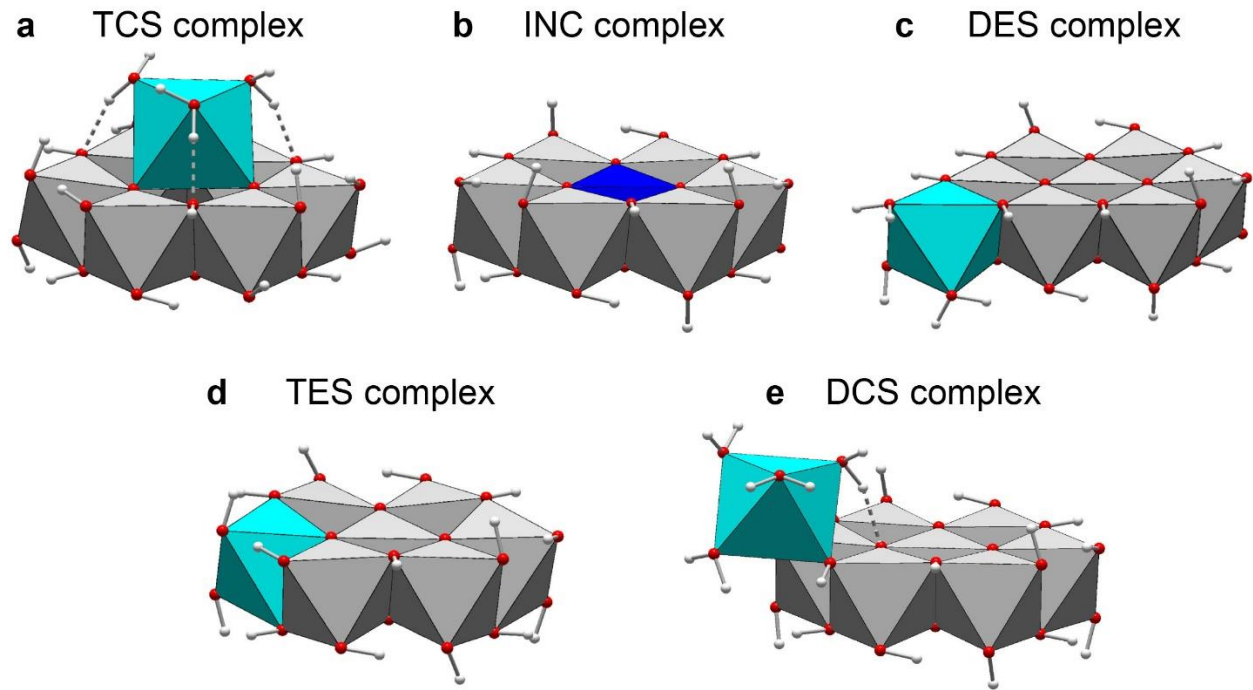 a TCS complex
b INC complex
c DES complex
d TES complex
e DCS complex